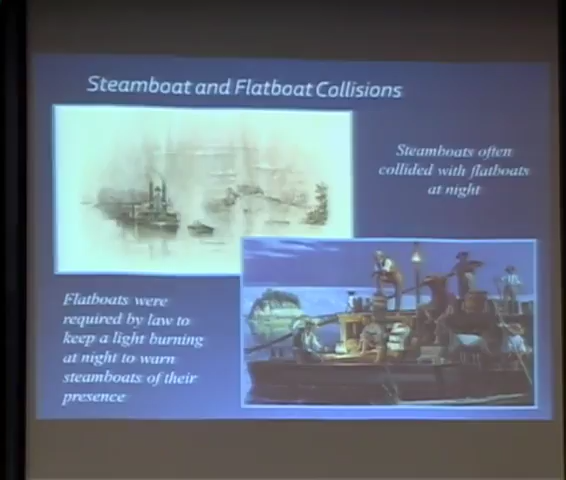 Steamboat and Flatboat Collisions
Steamboats often
collided with flatboats
at night
Flatboats were
required by law to
keep a light burning
at night to warn
steamboats of their
presence